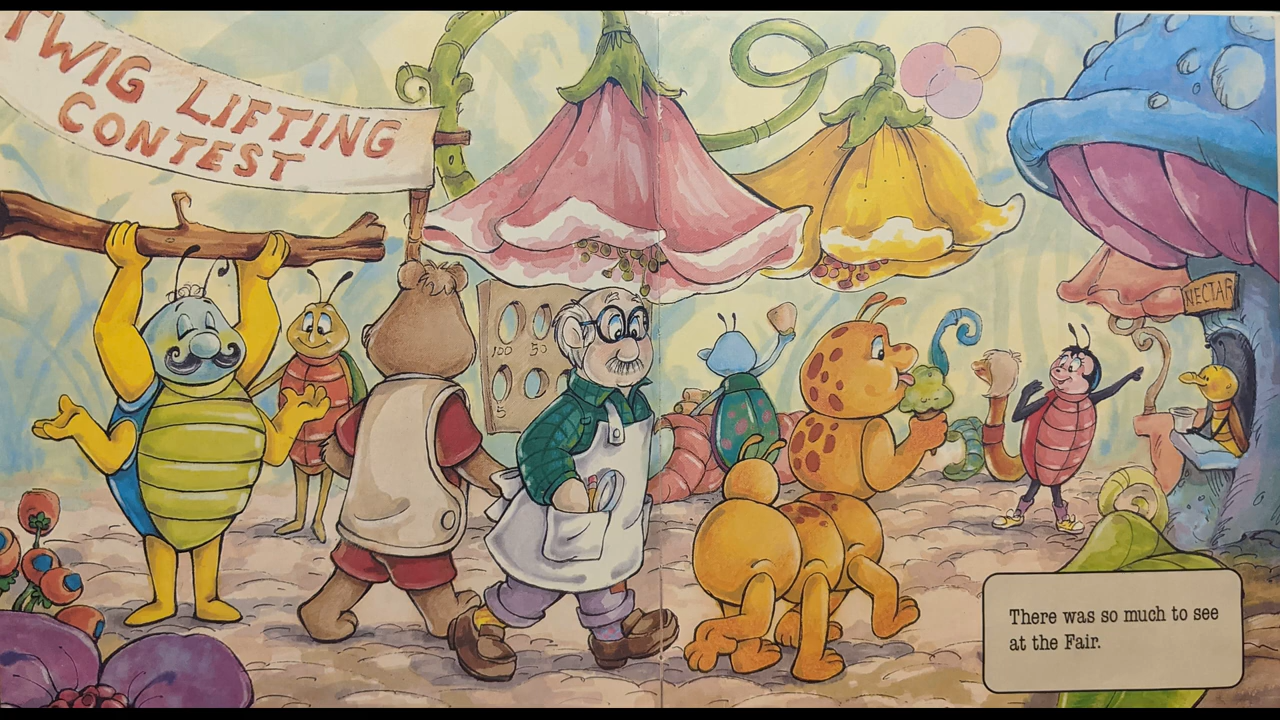 TWIG LIFTING
CONTEST
100 50
5
NECTAR
There was so much to see
at the Fair.